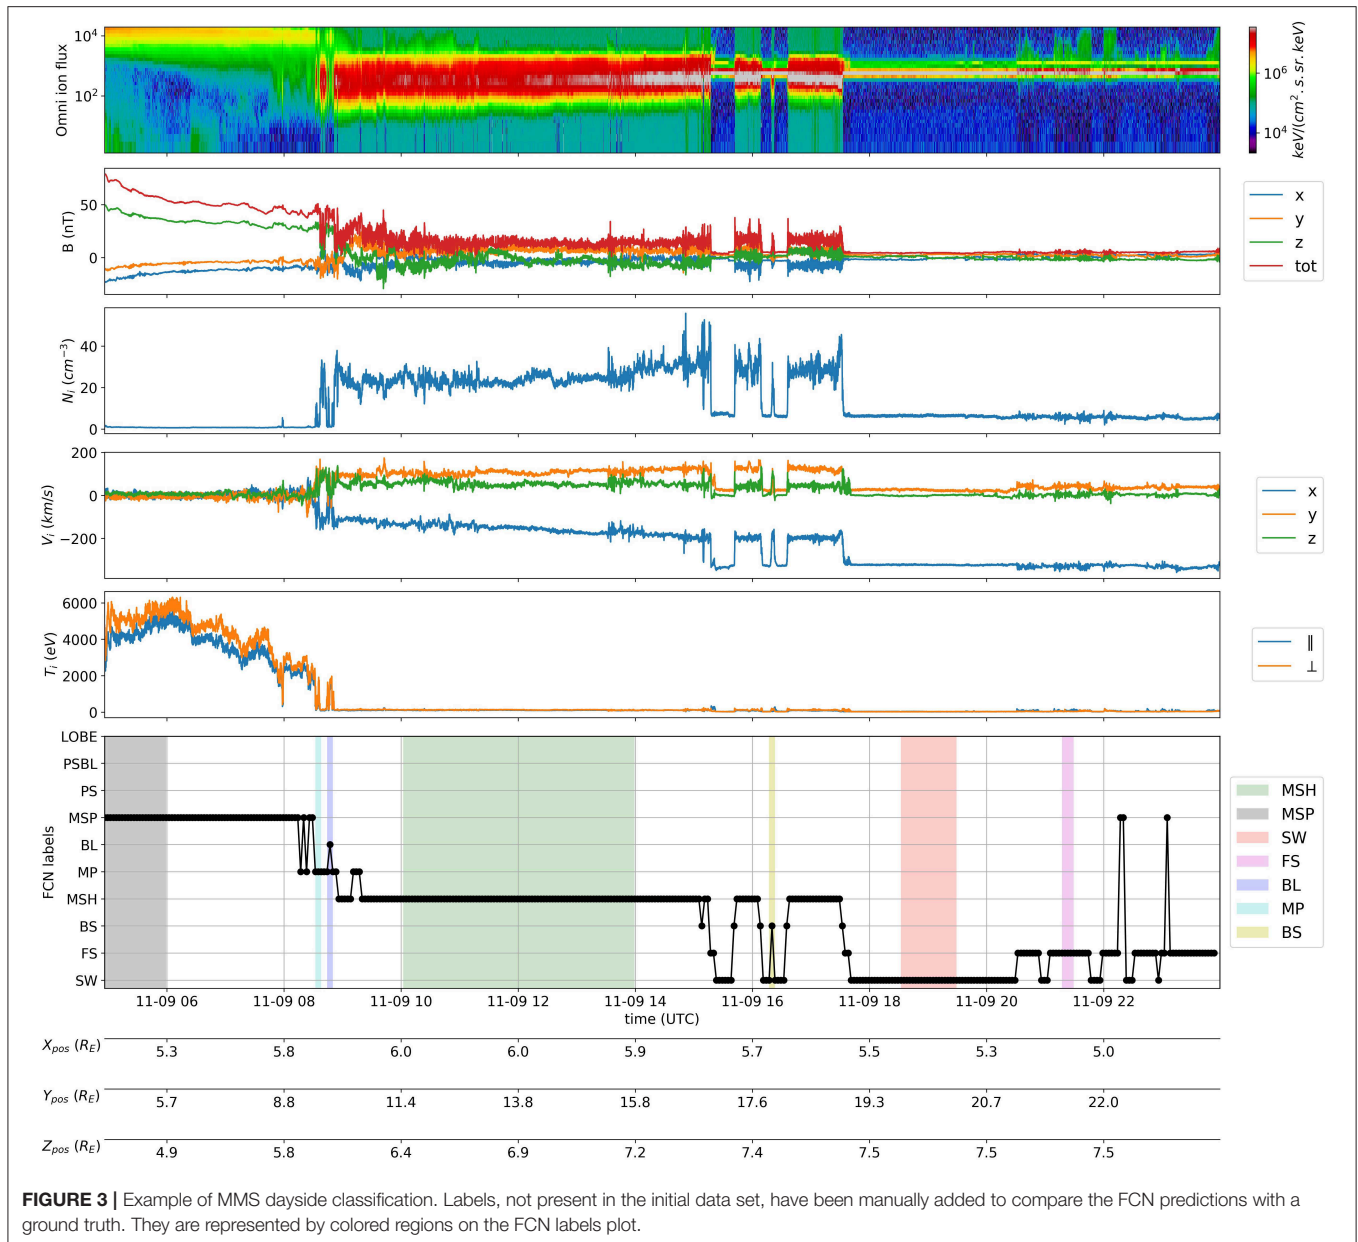 Omni ion flux
10⁴
10²
10⁶
10⁴
keV/(cm².s.sr.keV)
B (nT)
50
0
x
y
z
tot
Nᵢ (cm⁻³)
40
20
0
Vᵢ (km/s)
200
0
−200
x
y
z
Tᵢ (eV)
6000
4000
2000
0
∥
⊥
FCN labels
LOBE
PSBL
PS
MSP
BL
MP
MSH
BS
FS
SW
MSH
MSP
SW
FS
BL
MP
BS
11-09 06 11-09 08 11-09 10 11-09 12 11-09 14 11-09 16 11-09 18 11-09 20 11-09 22
time (UTC)
X_pos (R_E) 5.3 5.8 6.0 6.0 5.9 5.7 5.5 5.3 5.0
Y_pos (R_E) 5.7 8.8 11.4 13.8 15.8 17.6 19.3 20.7 22.0
Z_pos (R_E) 4.9 5.8 6.4 6.9 7.2 7.4 7.5 7.5 7.5
FIGURE 3 | Example of MMS dayside classification. Labels, not present in the initial data set, have been manually added to compare the FCN predictions with a
ground truth. They are represented by colored regions on the FCN labels plot.